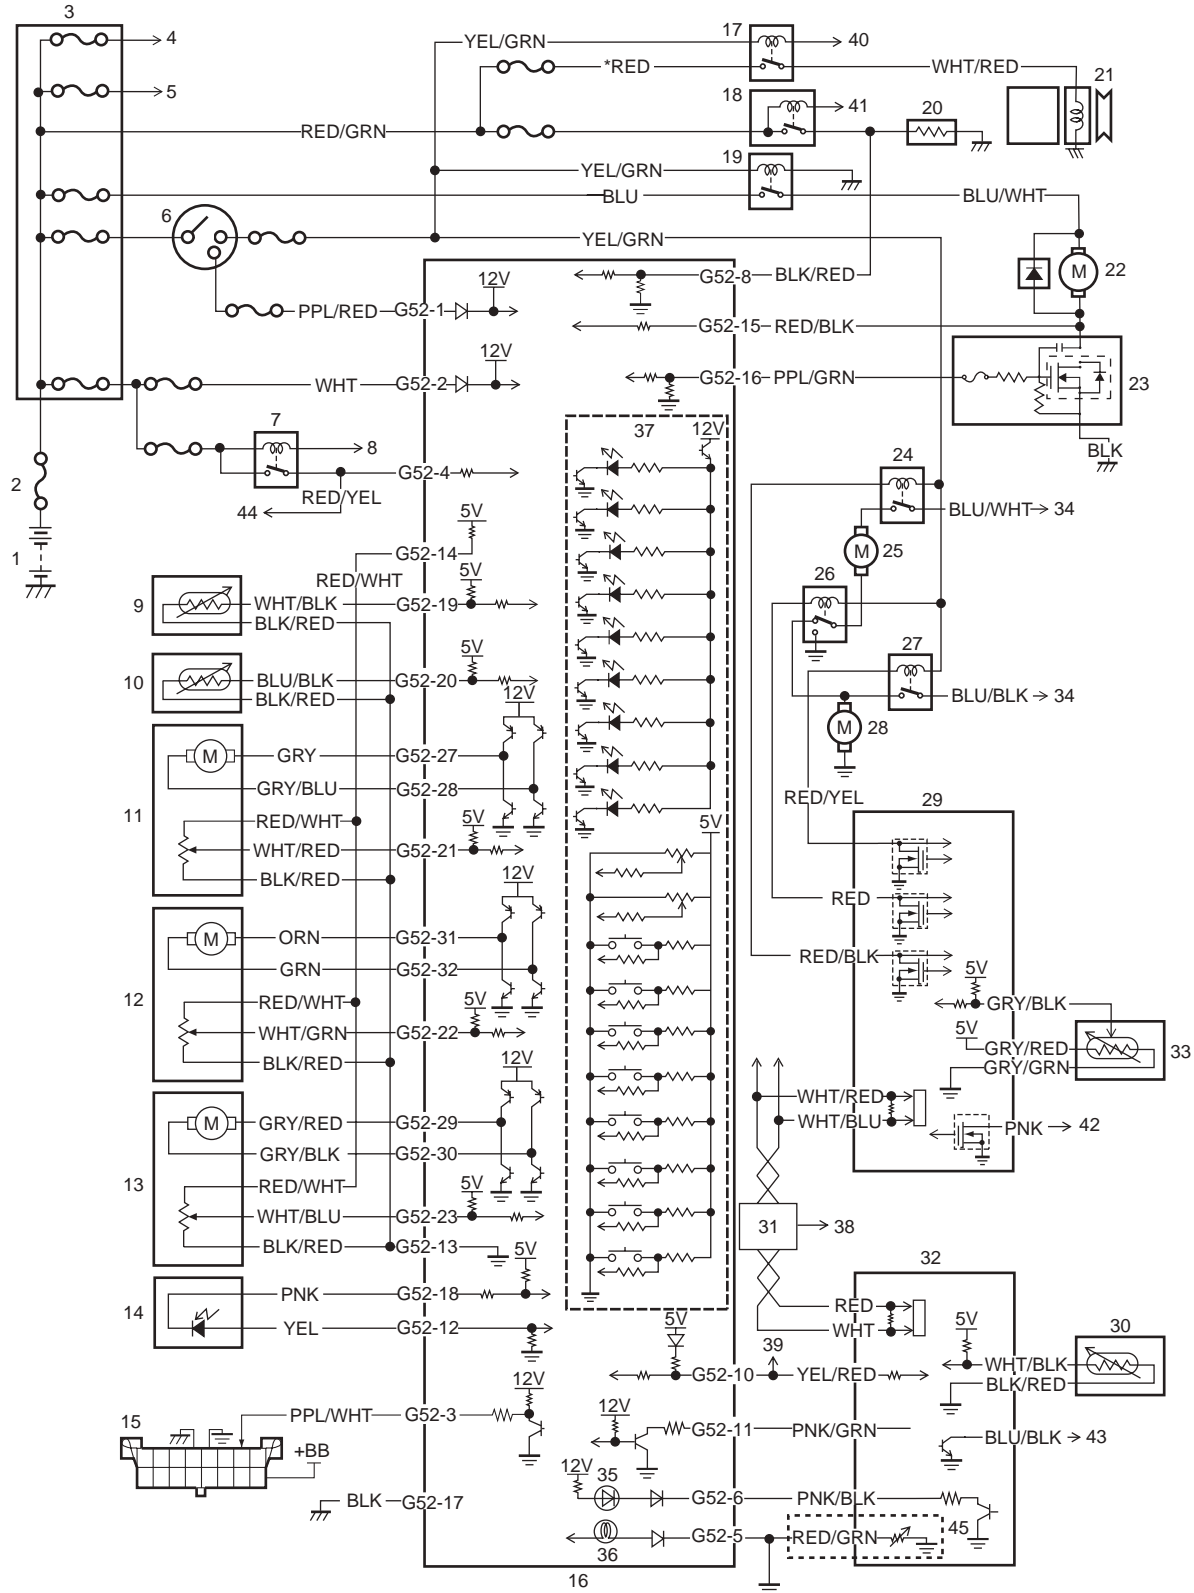 3
4
YEL/GRN
17
40
*RED
WHT/RED
21
5
18
41
20
RED/GRN
19
YEL/GRN
BLU
BLU/WHT
6
YEL/GRN
12V
G52-8
BLK/RED
M
22
PPL/RED
G52-1
G52-15
RED/BLK
12V
WHT
G52-2
G52-16
PPL/GRN
23
7
37
12V
8
BLK
G52-4
24
2
RED/YEL
44
5V
BLU/WHT
34
G52-14
M
25
1
RED/WHT
5V
26
9
WHT/BLK
G52-19
BLK/RED
5V
27
10
BLU/BLK
G52-20
BLK/RED
12V
BLU/BLK
34
M
GRY
G52-27
M
28
GRY/BLU
G52-28
RED/YEL
29
11
RED/WHT
5V
5V
WHT/RED
G52-21
BLK/RED
12V
RED
M
ORN
G52-31
RED/BLK
GRN
G52-32
5V
12
RED/WHT
5V
GRY/BLK
WHT/GRN
G52-22
5V
GRY/RED
33
BLK/RED
12V
GRY/GRN
WHT/RED
M
GRY/RED
G52-29
WHT/BLU
PNK
42
GRY/BLK
G52-30
13
RED/WHT
5V
WHT/BLU
G52-23
31
38
BLK/RED
G52-13
5V
32
14
PNK
G52-18
RED
YEL
G52-12
5V
WHT
5V
30
39
WHT/BLK
12V
G52-10
YEL/RED
BLK/RED
15
PPL/WHT
G52-3
12V
G52-11
PNK/GRN
BLU/BLK
43
+BB
12V
35
BLK
G52-17
G52-6
PNK/BLK
45
G52-5
RED/GRN
36
16